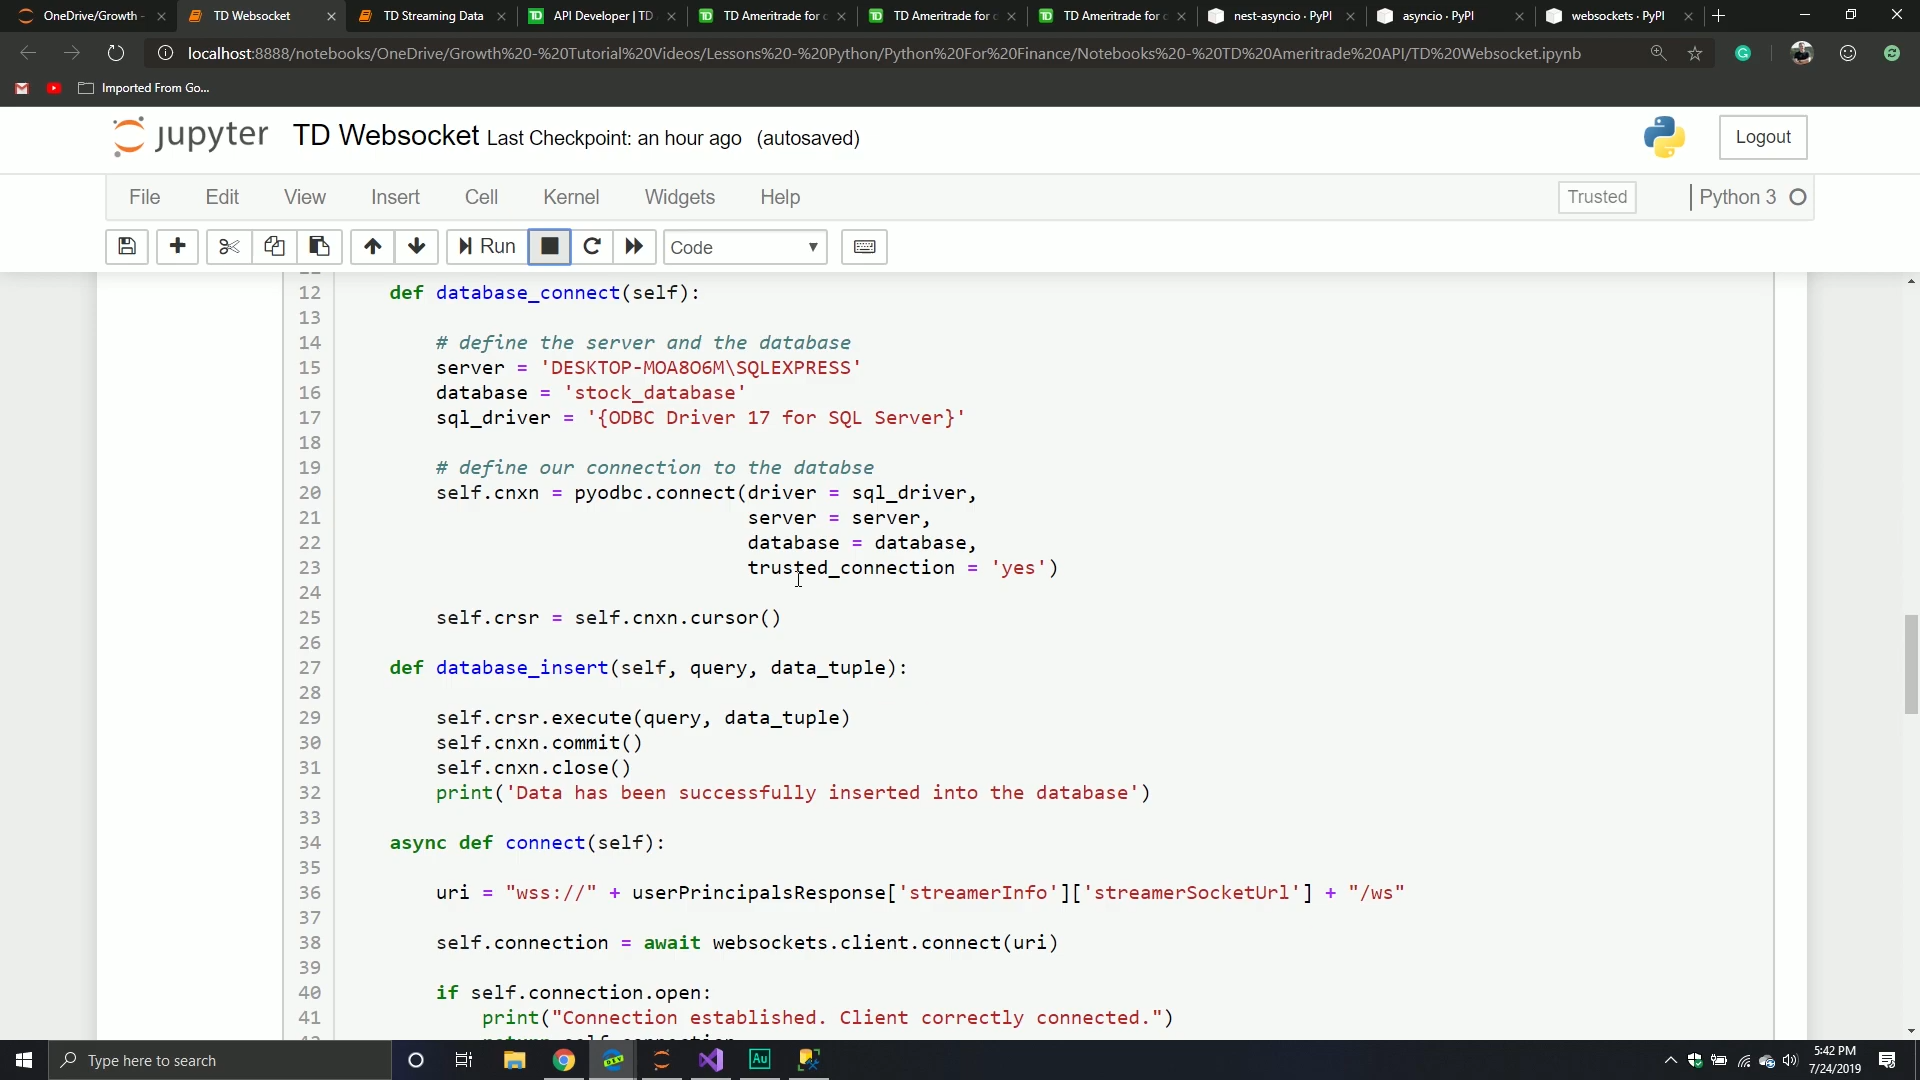 OneDrive/Growth -
TD Websocket
TD Streaming Data
API Developer | TD
TD Ameritrade for
TD Ameritrade for
TD Ameritrade for
nest-asyncio · PyPI
asyncio · PyPI
websockets · PyPI
localhost:8888/notebooks/OneDrive/Growth%20-%20Tutorial%20Videos/Lessons%20-%20Python/Python%20For%20Finance/Notebooks%20-%20TD%20Ameritrade%20API/TD%20Websocket.ipynb
Imported From Go...
jupyter TD Websocket Last Checkpoint: an hour ago (autosaved)
Logout
File Edit View Insert Cell Kernel Widgets Help
Trusted
Python 3
Run
Code
12 def database_connect(self):
13
14 # define the server and the database
15 server = 'DESKTOP-MOA8O6M\SQLEXPRESS'
16 database = 'stock_database'
17 sql_driver = '{ODBC Driver 17 for SQL Server}'
18
19 # define our connection to the databse
20 self.cnxn = pyodbc.connect(driver = sql_driver,
21 server = server,
22 database = database,
23 trusted_connection = 'yes')
24
25 self.crsr = self.cnxn.cursor()
26
27 def database_insert(self, query, data_tuple):
28
29 self.crsr.execute(query, data_tuple)
30 self.cnxn.commit()
31 self.cnxn.close()
32 print('Data has been successfully inserted into the database')
33
34 async def connect(self):
35
36 uri = "wss://" + userPrincipalsResponse['streamerInfo']['streamerSocketUrl'] + "/ws"
37
38 self.connection = await websockets.client.connect(uri)
39
40 if self.connection.open:
41 print("Connection established. Client correctly connected.")
Type here to search
DEV
Au
5:42 PM
7/24/2019